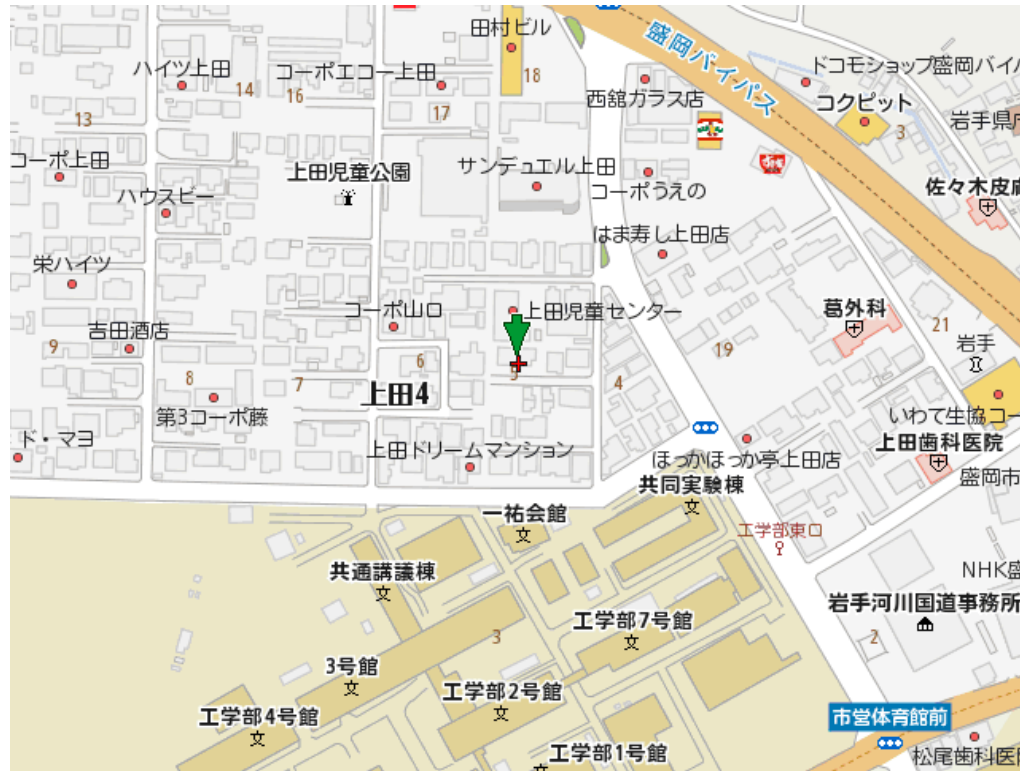 田村ビル
盛岡バイパス
ハイツ上田
コーポエコー上田
18
ドコモショップ盛岡バイパ
14
16
17
西舘ガラス店
コクピット
13
3
岩手県庁
コーポ上田
上田児童公園
サンデュエル上田
コーポうえの
佐々木皮膚
ハウスビー
はま寿し上田店
栄ハイツ
コーポ山口
上田児童センター
葛外科
21
吉田酒店
9
6
19
岩手
8
7
5
4
上田4
第3コーポ藤
いわて生協コー
ド・マヨ
上田ドリームマンション
ほっかほっか亭上田店
上田歯科医院
共同実験棟
盛岡市
一祐会館
工学部東口
共通講議棟
NHK盛
岩手河川国道事務所
工学部7号館
3
2
3号館
工学部2号館
工学部4号館
市営体育館前
工学部1号館
松尾歯科医院